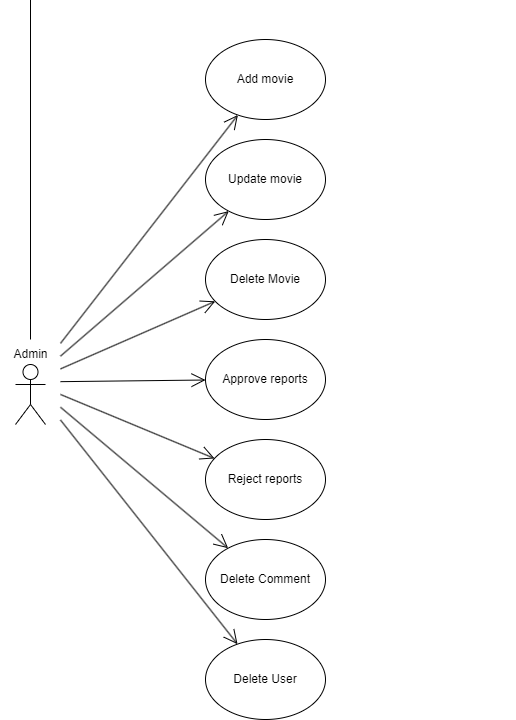 Add movie
Update movie
Delete Movie
Admin
Approve reports
Reject reports
Delete Comment
Delete User